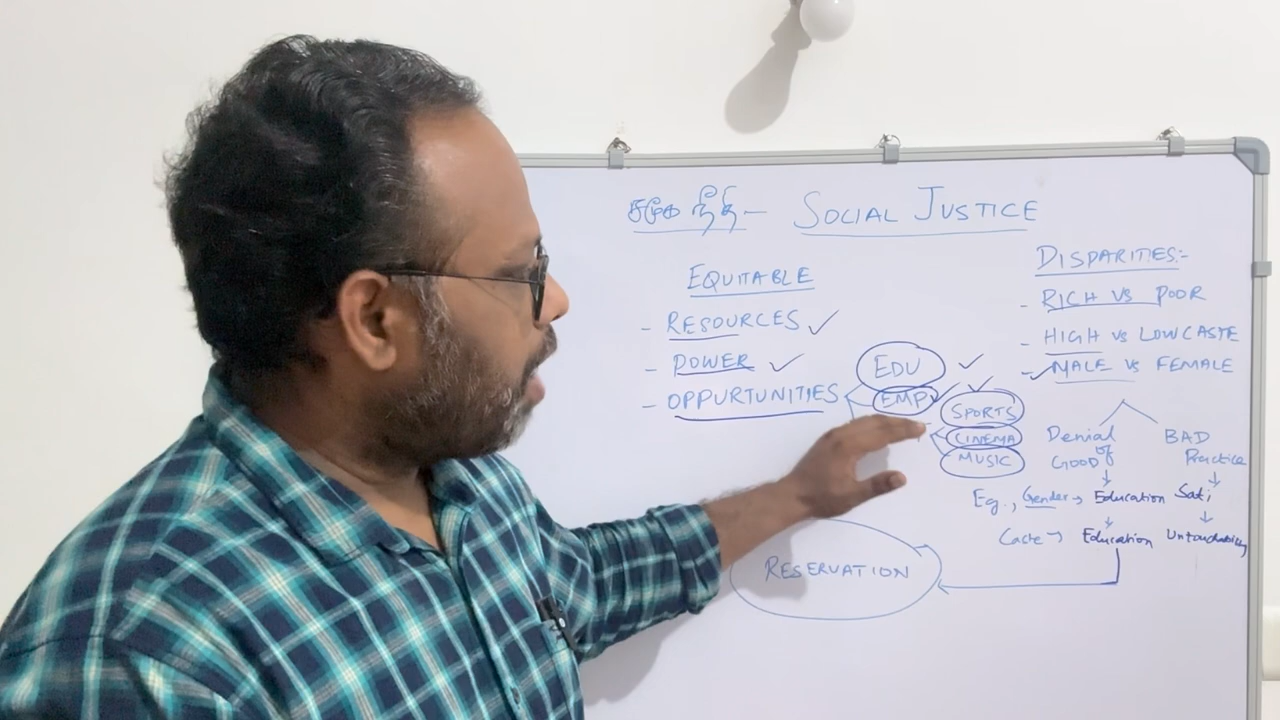 சமூக நீதி - SOCIAL JUSTICE
EQUITABLE
- RESOURCES ✓
- POWER ✓
- OPPURTUNITIES
EDU ✓
EMP ✓
SPORTS
CINEMA
MUSIC
DISPARITIES:-
- RICH VS POOR
- HIGH VS LOW CASTE
- MALE VS FEMALE
Denial of GOOD
BAD
Practice
Eg., Gender → Education Sati
Caste → Education Untouchability
RESERVATION